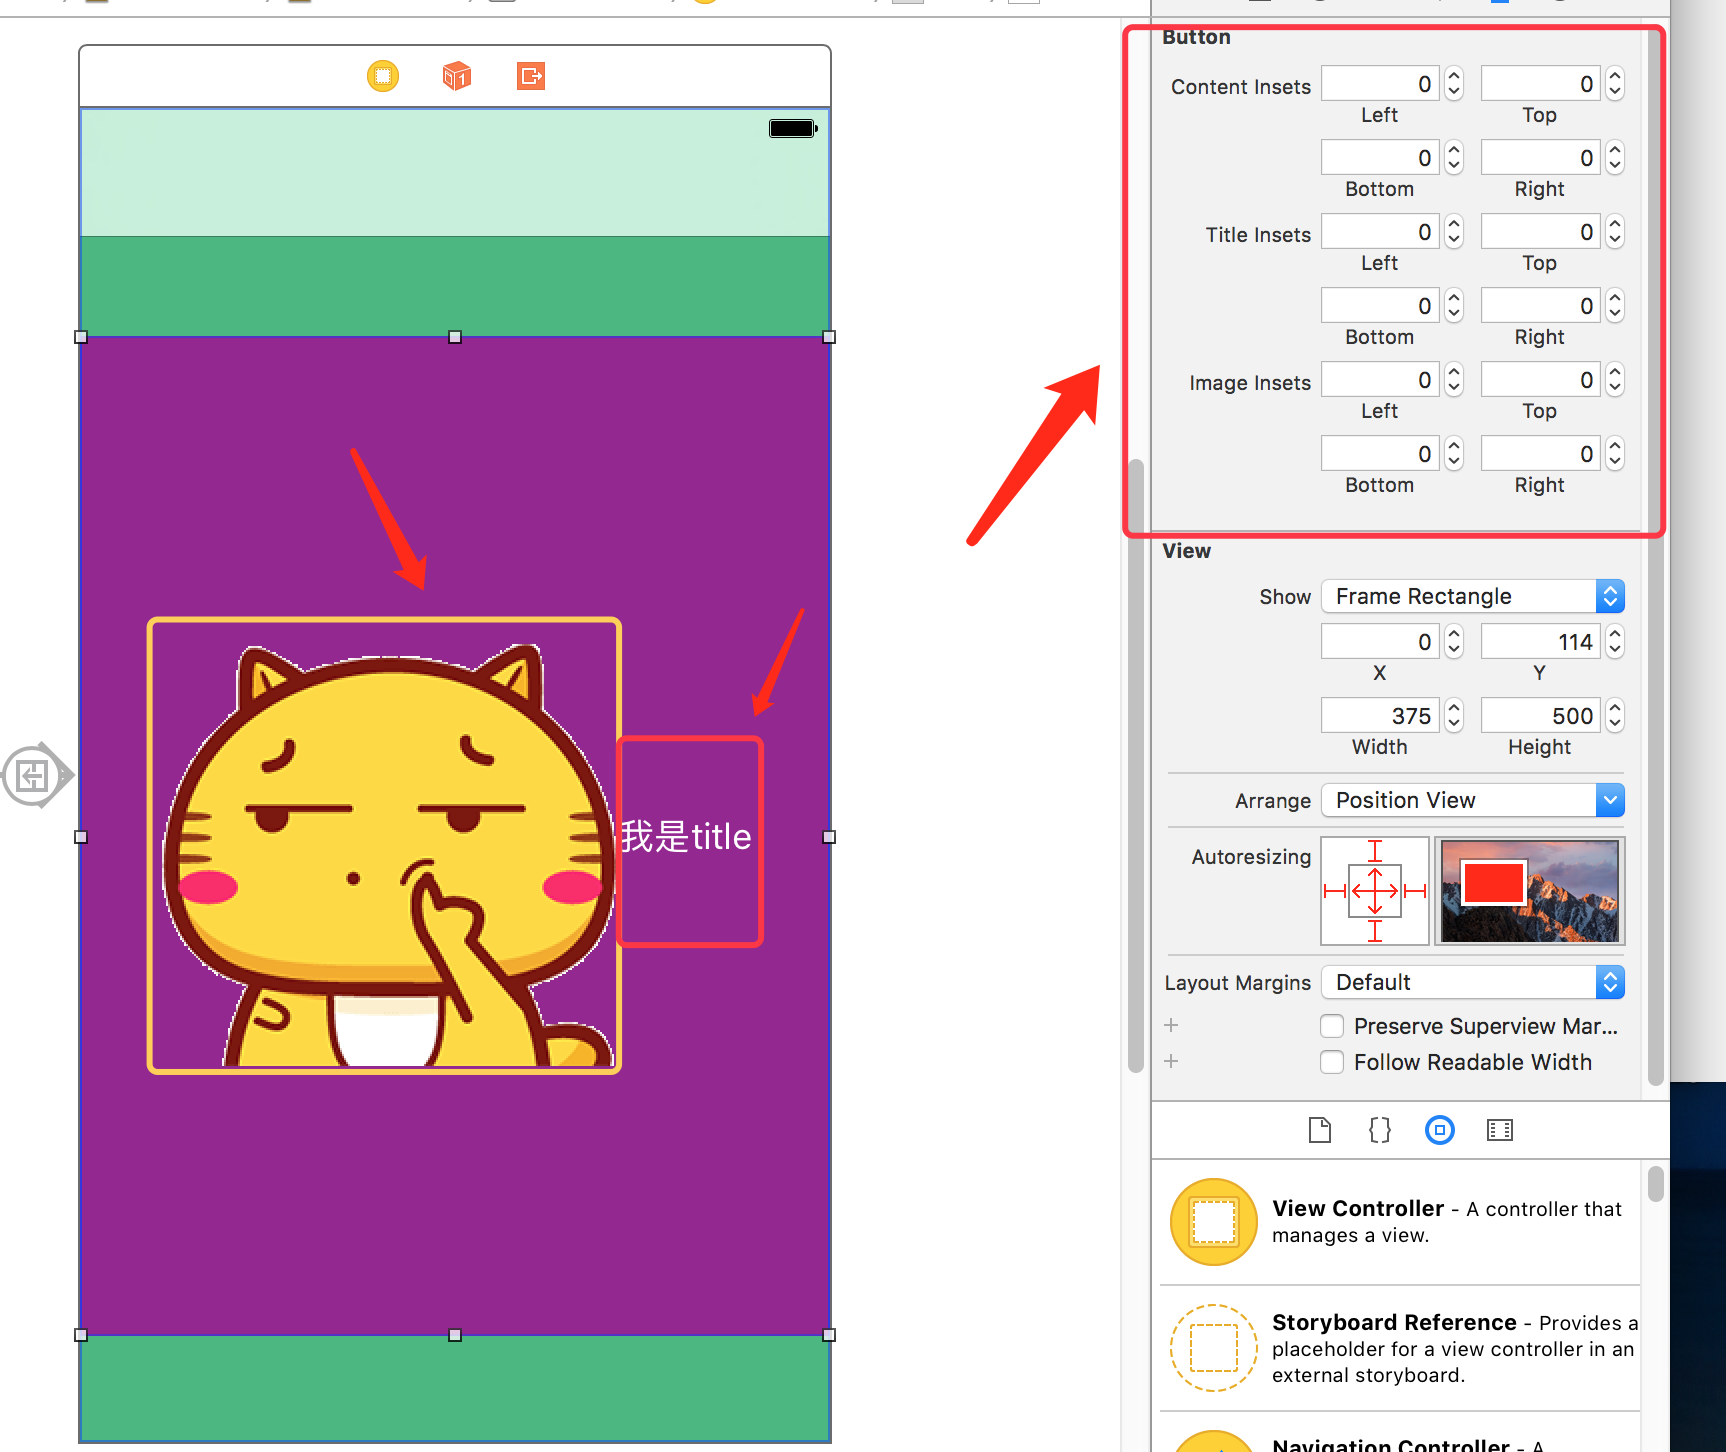 我是title
Button
Content Insets 0 0
Left Top
0 0
Bottom Right
Title Insets 0 0
Left Top
0 0
Bottom Right
Image Insets 0 0
Left Top
0 0
Bottom Right
View
Show Frame Rectangle
0 114
X Y
375 500
Width Height
Arrange Position View
Autoresizing
Layout Margins Default
+ Preserve Superview Mar...
+ Follow Readable Width
{}
View Controller - A controller that
manages a view.
Storyboard Reference - Provides a
placeholder for a view controller in an
external storyboard.
Navigation Controller - A